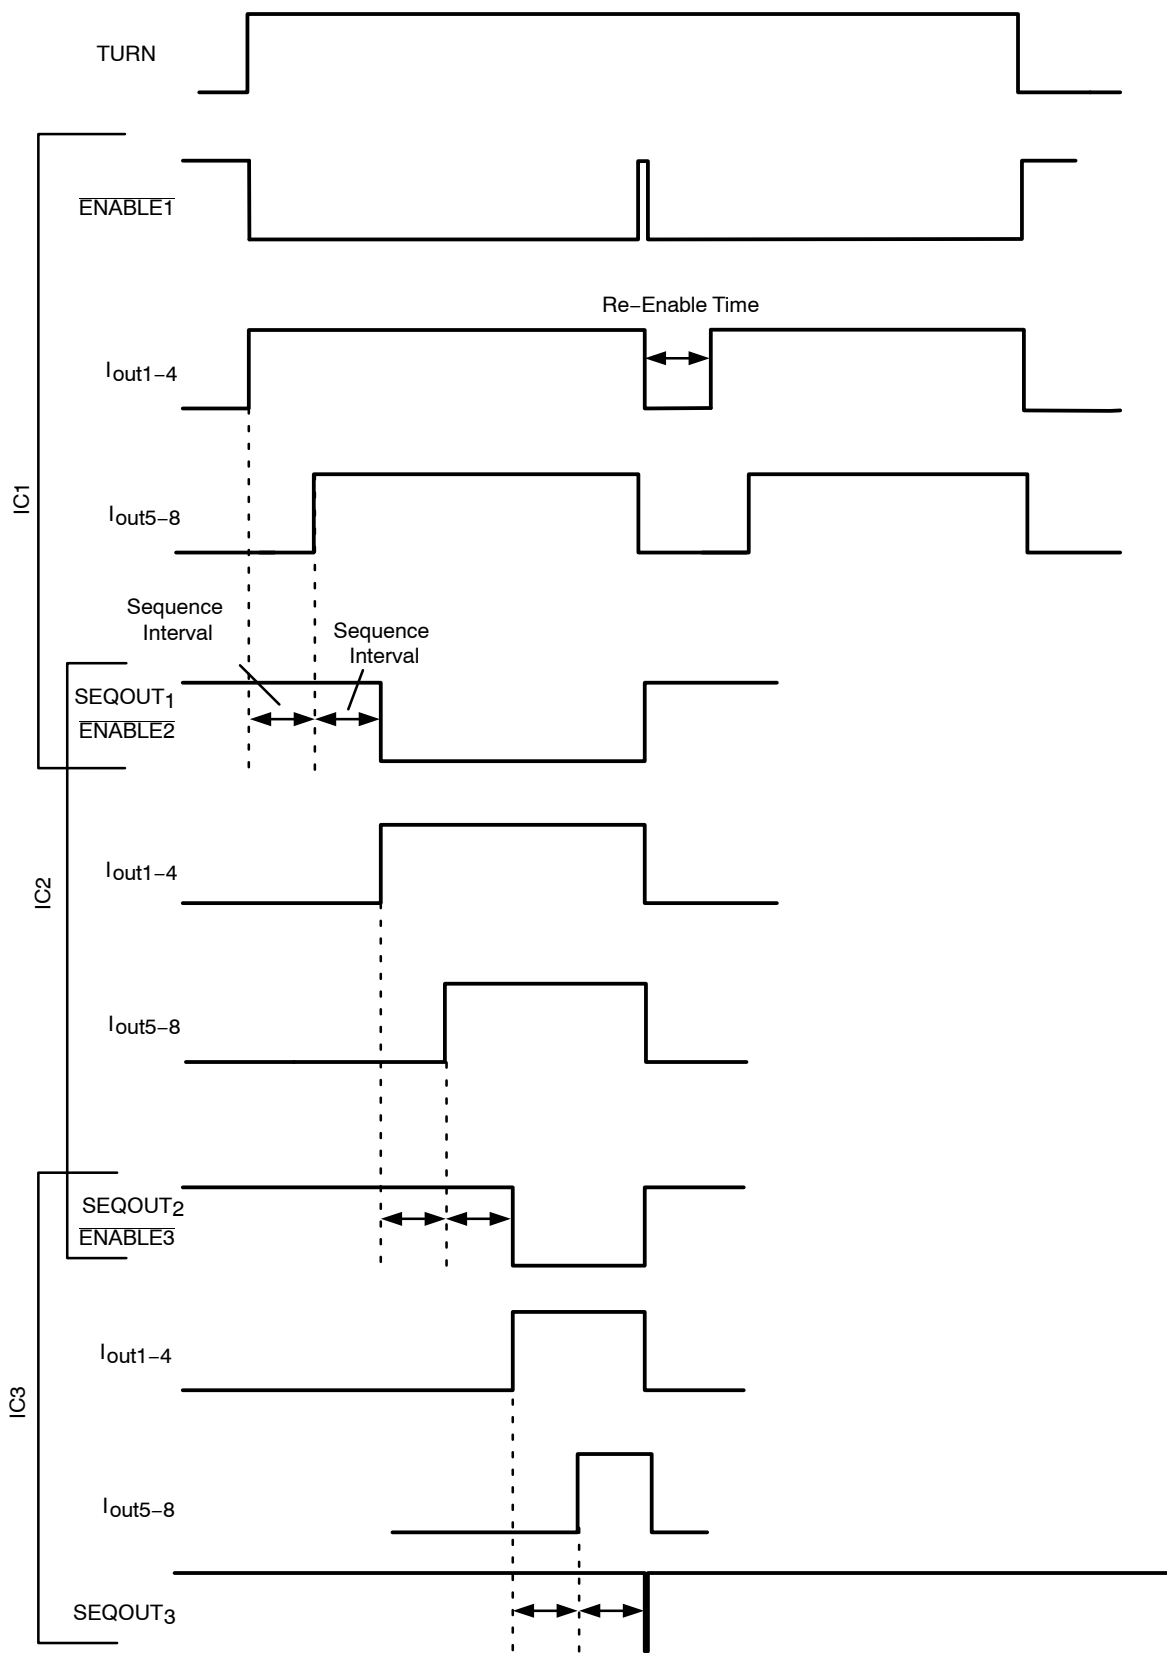 TURN
ENABLE1
Re−Enable Time
Iout1−4
IC1
Iout5−8
Sequence
Interval
Sequence
Interval
SEQOUT1
ENABLE2
Iout1−4
IC2
Iout5−8
SEQOUT2
ENABLE3
Iout1−4
IC3
Iout5−8
SEQOUT3